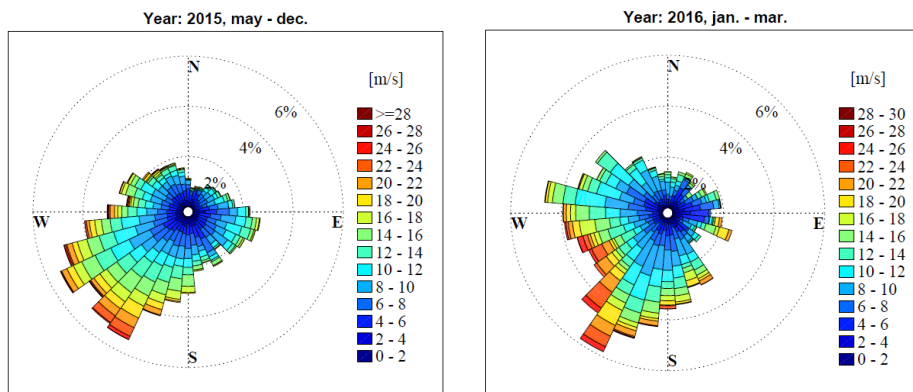 Year: 2015, may - dec.
N
[m/s]
6%
4%
2%
W
E
S
>=28
26 - 28
24 - 26
22 - 24
20 - 22
18 - 20
16 - 18
14 - 16
12 - 14
10 - 12
8 - 10
6 - 8
4 - 6
2 - 4
0 - 2
Year: 2016, jan. - mar.
N
[m/s]
6%
4%
2%
W
E
S
28 - 30
26 - 28
24 - 26
22 - 24
20 - 22
18 - 20
16 - 18
14 - 16
12 - 14
10 - 12
8 - 10
6 - 8
4 - 6
2 - 4
0 - 2